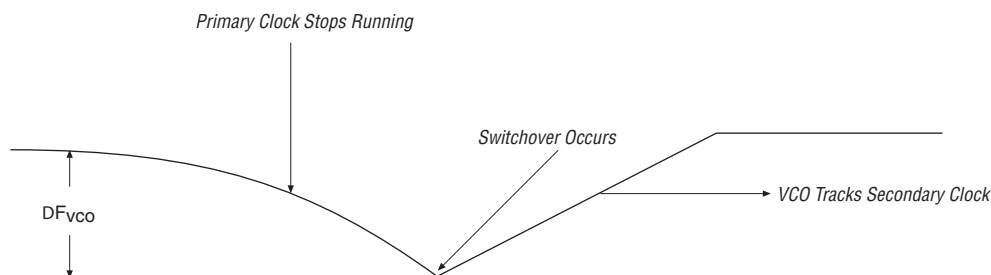 Primary Clock Stops Running
Switchover Occurs
VCO Tracks Secondary Clock
DFvco